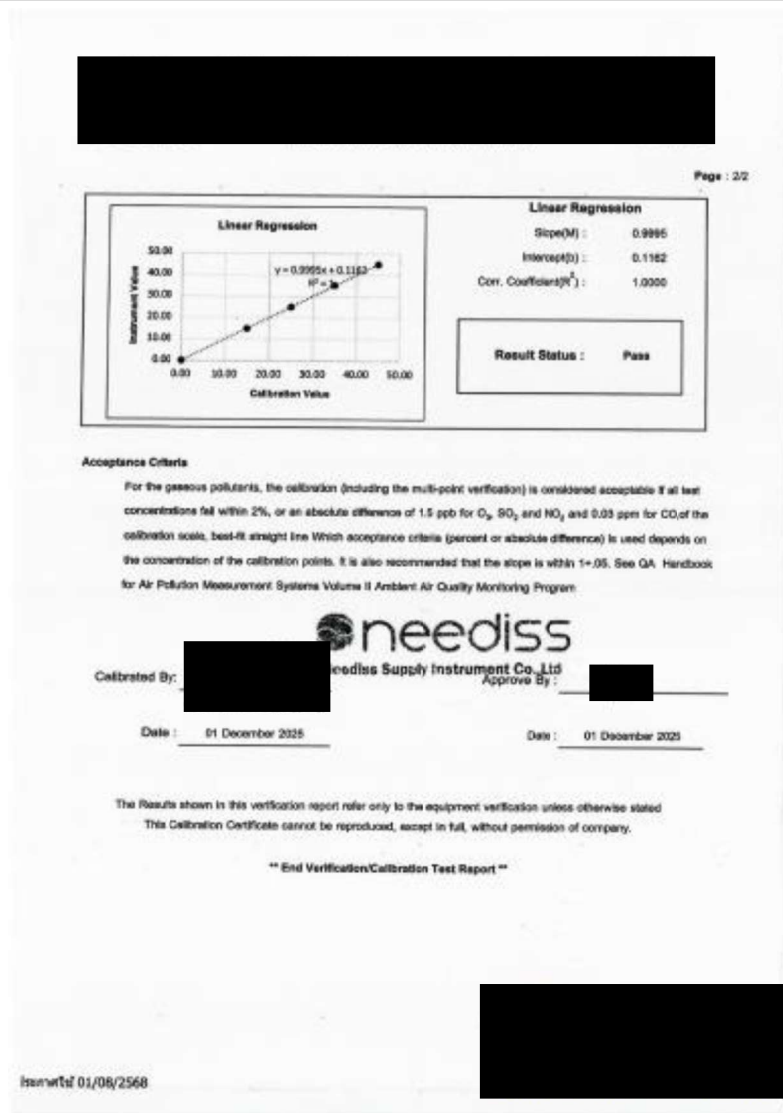 Page : 2/2
Linear Regression
50.00
40.00
30.00
20.00
10.00
0.00
0.00 10.00 20.00 30.00 40.00 50.00
Instrument Value
Calibration Value
y = 0.9995x + 0.1162
R² = 1
Linear Regression
Slope(M) : 0.9995
Intercept(b) : 0.1162
Corr. Coefficient(R²) : 1.0000
Result Status : Pass
Acceptance Criteria
For the gaseous pollutants, the calibration (including the multi-point verification) is considered acceptable if all test
concentrations fall within 2%, or an absolute difference of 1.5 ppb for O₃, SO₂ and NO₂ and 0.03 ppm for CO,of the
calibration scale, best-fit straight line Which acceptance criteria (percent or absolute difference) is used depends on
the concentration of the calibration points. It is also recommended that the slope is within 1+.05. See QA Handbook
for Air Pollution Measurement Systems Volume II Ambient Air Quality Monitoring Program
neediss
Supply Instrument Co.,Ltd
Calibrated By:
Approve By :
Date : 01 December 2025
Date : 01 December 2025
The Results shown in this verification report refer only to the equipment verification unless otherwise stated
This Calibration Certificate cannot be reproduced, except in full, without permission of company.
** End Verification/Calibration Test Report **
ประกาศใช้ 01/08/2568